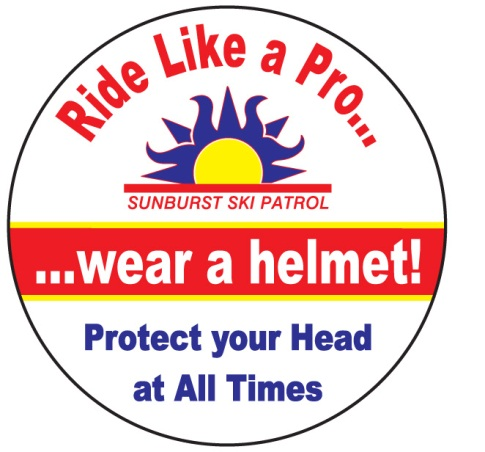 Ride Like a Pro...
SUNBURST SKI PATROL
...wear a helmet!
Protect your Head
at All Times